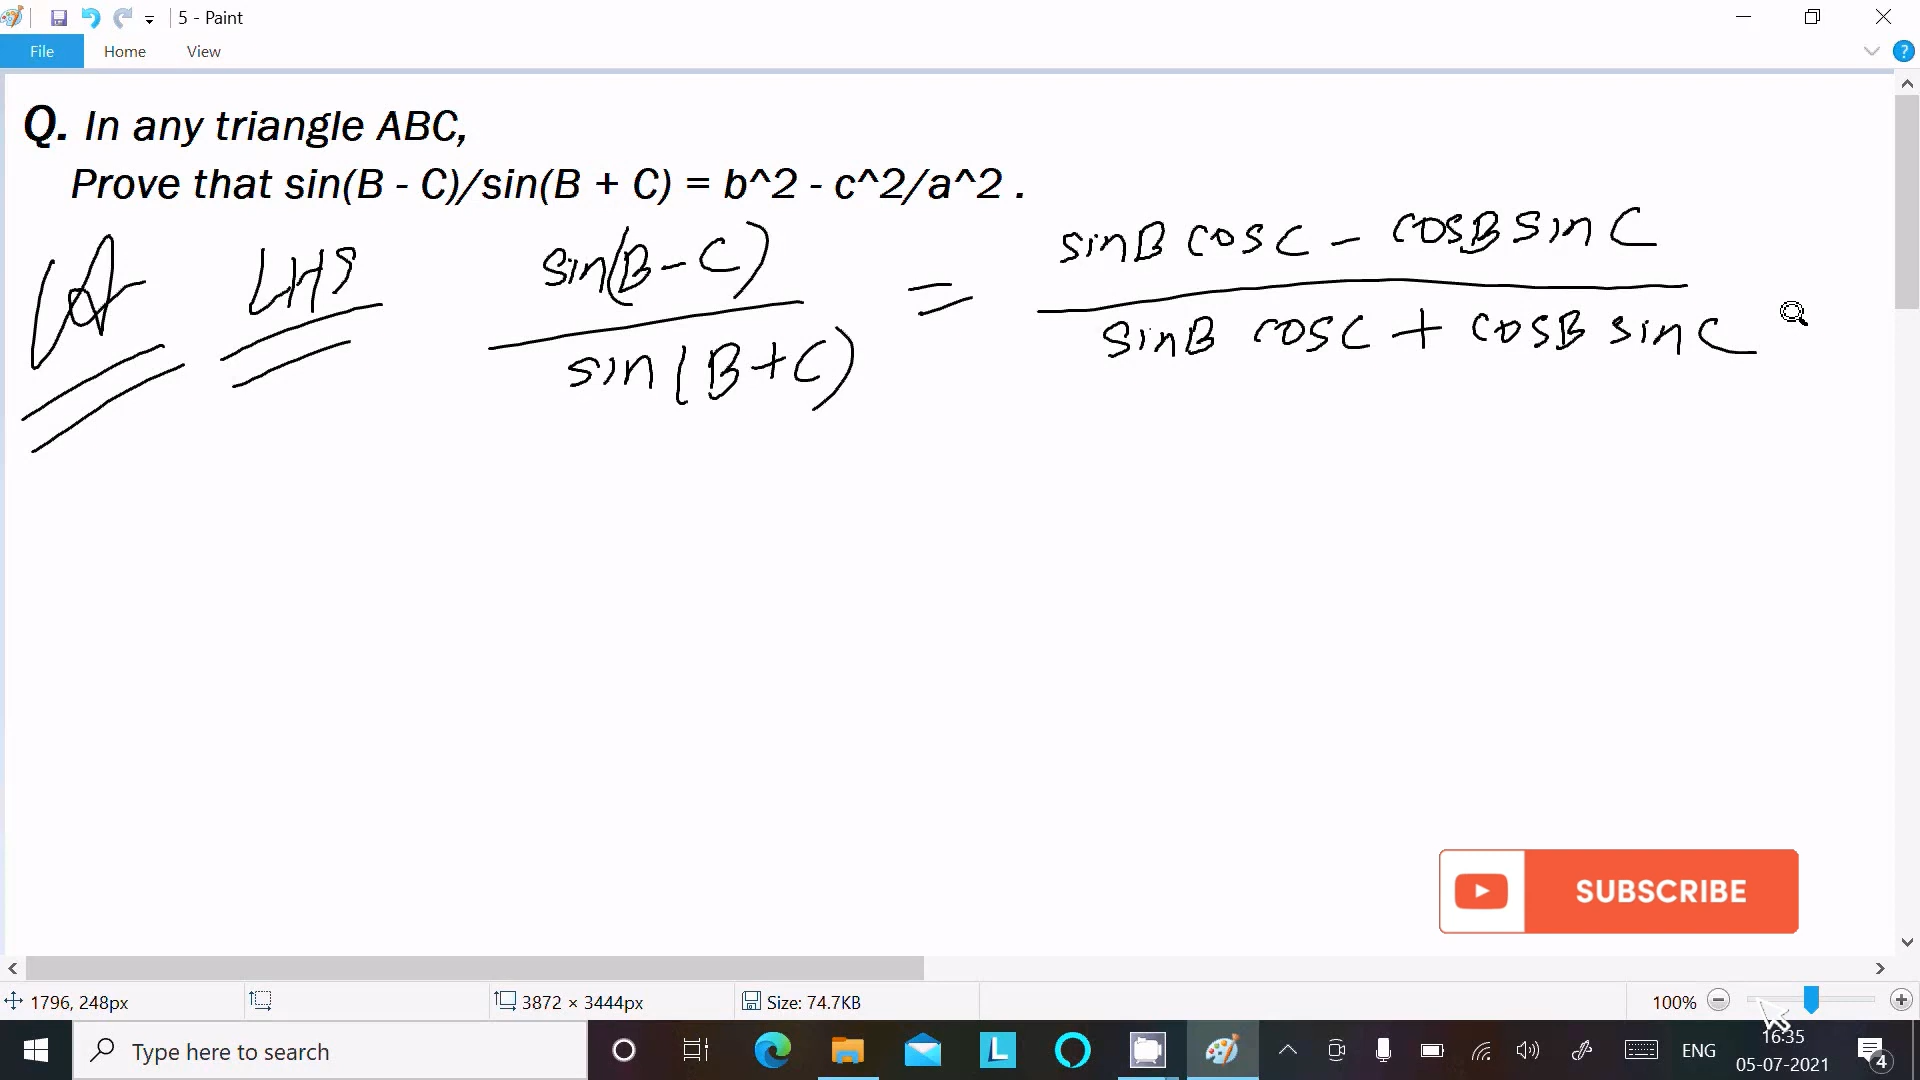 5 - Paint
File Home View
Q. In any triangle ABC,
Prove that sin(B - C)/sin(B + C) = b^2 - c^2/a^2 .
LHS sin(B-C) = sinB cosC - cosB sinC
sin(B+C) sinB cosC + cosB sinC
SUBSCRIBE
1796, 248px 3872 × 3444px Size: 74.7KB 100%
Type here to search L ENG 16:35
05-07-2021 4